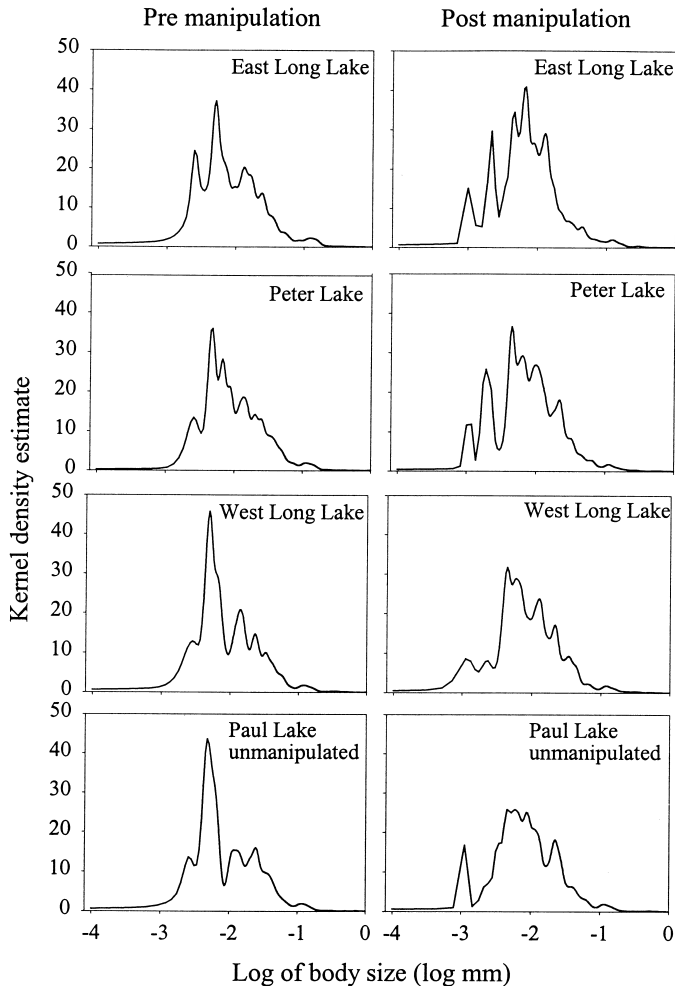 Pre manipulation
Post manipulation
Kernel density estimate
50
40
30
20
10
0
East Long Lake
East Long Lake
50
40
30
20
10
0
Peter Lake
Peter Lake
50
40
30
20
10
0
West Long Lake
West Long Lake
50
40
30
20
10
0
Paul Lake
unmanipulated
Paul Lake
unmanipulated
-4 -3 -2 -1 0
-4 -3 -2 -1 0
Log of body size (log mm)